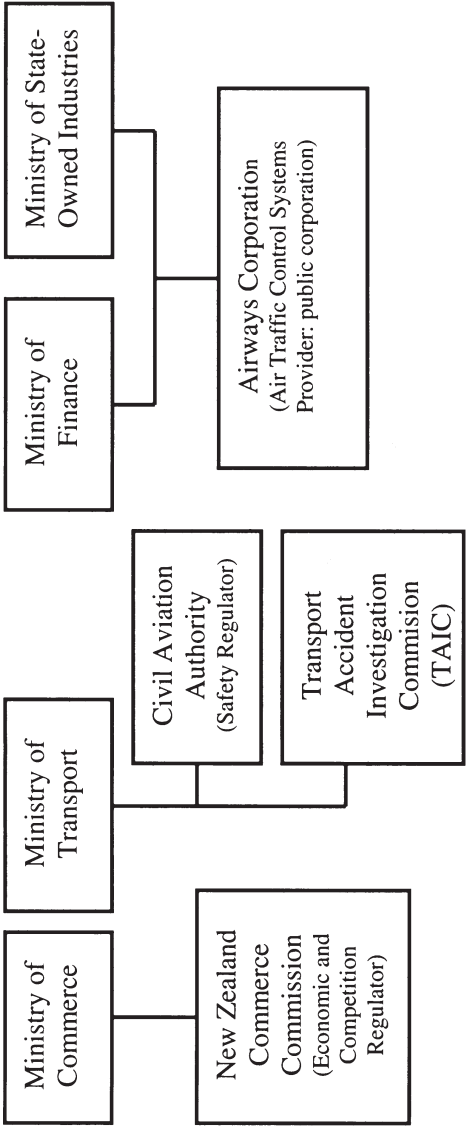 Ministry of
Commerce
New Zealand
Commerce
Commission
(Economic and
Competition
Regulator)
Ministry of
Transport
Civil Aviation
Authority
(Safety Regulator)
Transport
Accident
Investigation
Commision
(TAIC)
Ministry of
Finance
Ministry of State-
Owned Industries
Airways Corporation
(Air Traffic Control Systems
Provider: public corporation)